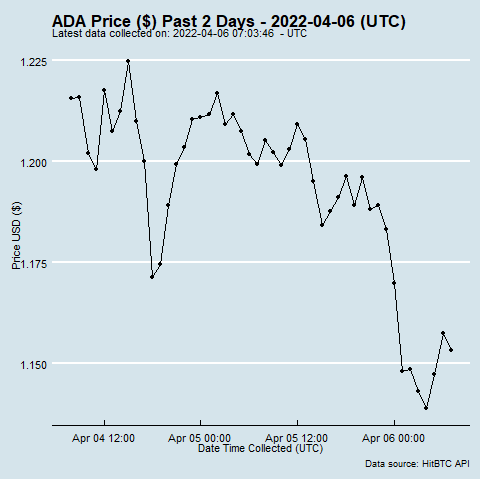 ADA Price ($) Past 2 Days - 2022-04-06 (UTC)
Latest data collected on: 2022-04-06 07:03:46 - UTC
1.225
1.200
1.175
1.150
Price USD ($)
Apr 04 12:00 Apr 05 00:00 Apr 05 12:00 Apr 06 00:00
Date Time Collected (UTC)
Data source: HitBTC API